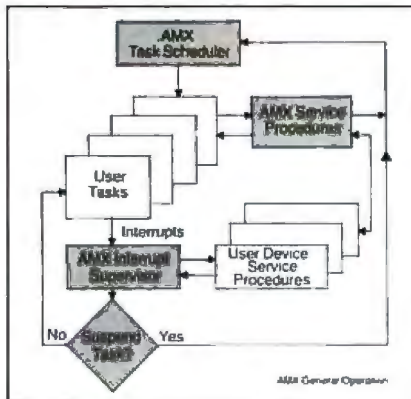 AMX
Task Scheduler
AMX Service
Procedures
User
Tasks
Interrupts
AMX Interrupt
Supervisor
User Device
Service
Procedures
No
Suspend
Task?
Yes
AMX General Operation